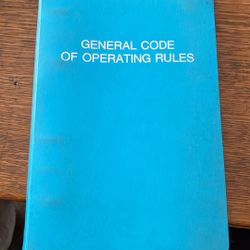 GENERAL CODE
OF OPERATING RULES